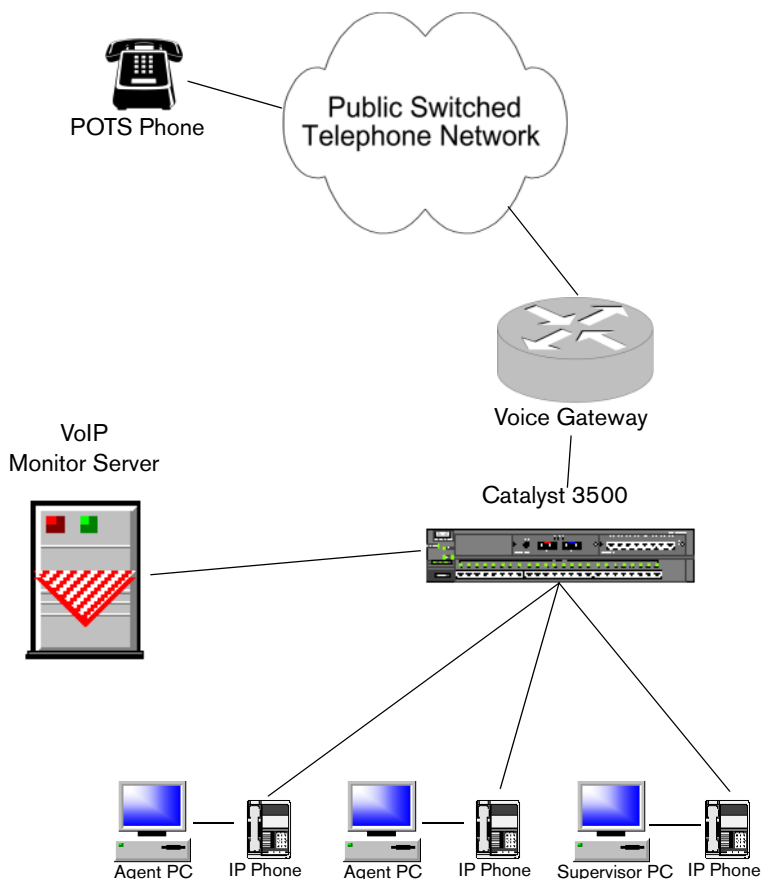 POTS Phone
Public Switched
Telephone Network
Voice Gateway
VoIP
Monitor Server
Catalyst 3500
Agent PC
IP Phone
Agent PC
IP Phone
Supervisor PC
IP Phone